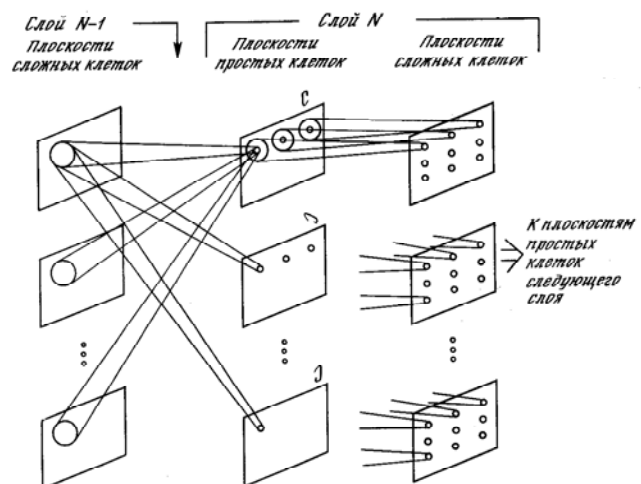 Слой N-1
Плоскости
сложных клеток
Слой N
Плоскости
простых клеток
Плоскости
сложных клеток
К плоскостям
простых
клеток
следующего
слоя